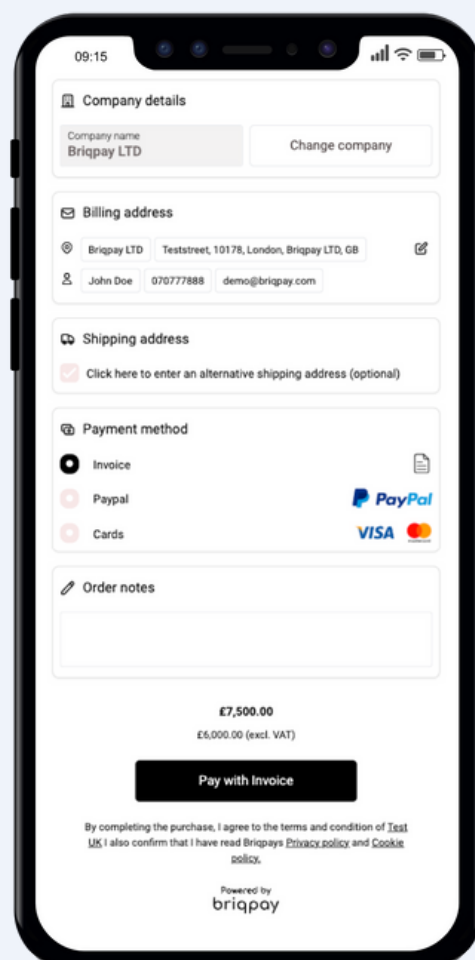 09:15
Company details
Company name
Briqpay LTD
Change company
Billing address
Briqpay LTD Teststreet, 10178, London, Briqpay LTD, GB
John Doe 070777888 demo@briqpay.com
Shipping address
Click here to enter an alternative shipping address (optional)
Payment method
Invoice
Paypal PayPal
Cards VISA
Order notes
£7,500.00
£6,000.00 (excl. VAT)
Pay with Invoice
By completing the purchase, I agree to the terms and condition of Test
UK I also confirm that I have read Briqpays Privacy policy and Cookie
policy.
Powered by
briqpay